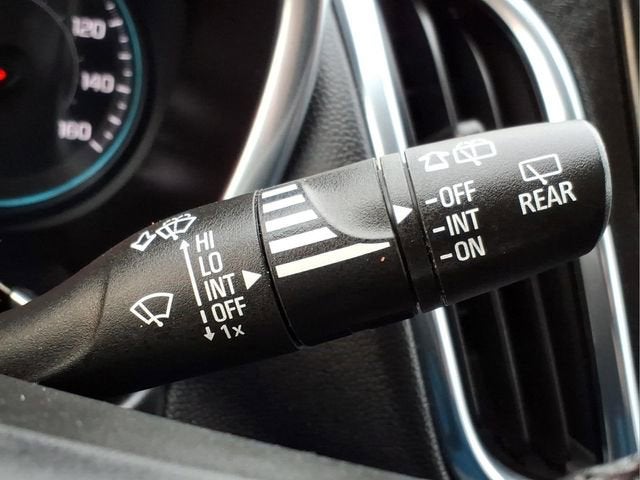 120
140
160
HI
LO
INT
OFF
1x
-OFF
-INT
-ON
REAR